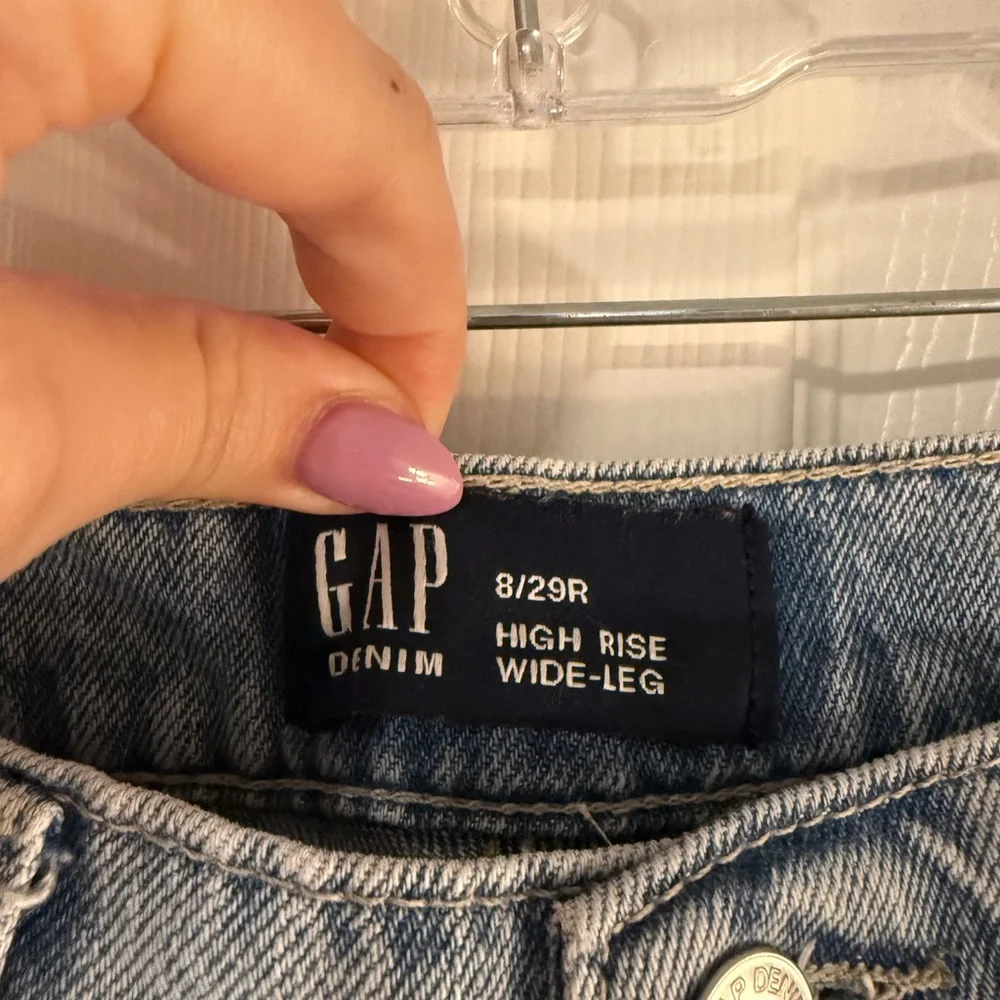 GAP
DENIM
8/29R
HIGH RISE
WIDE-LEG